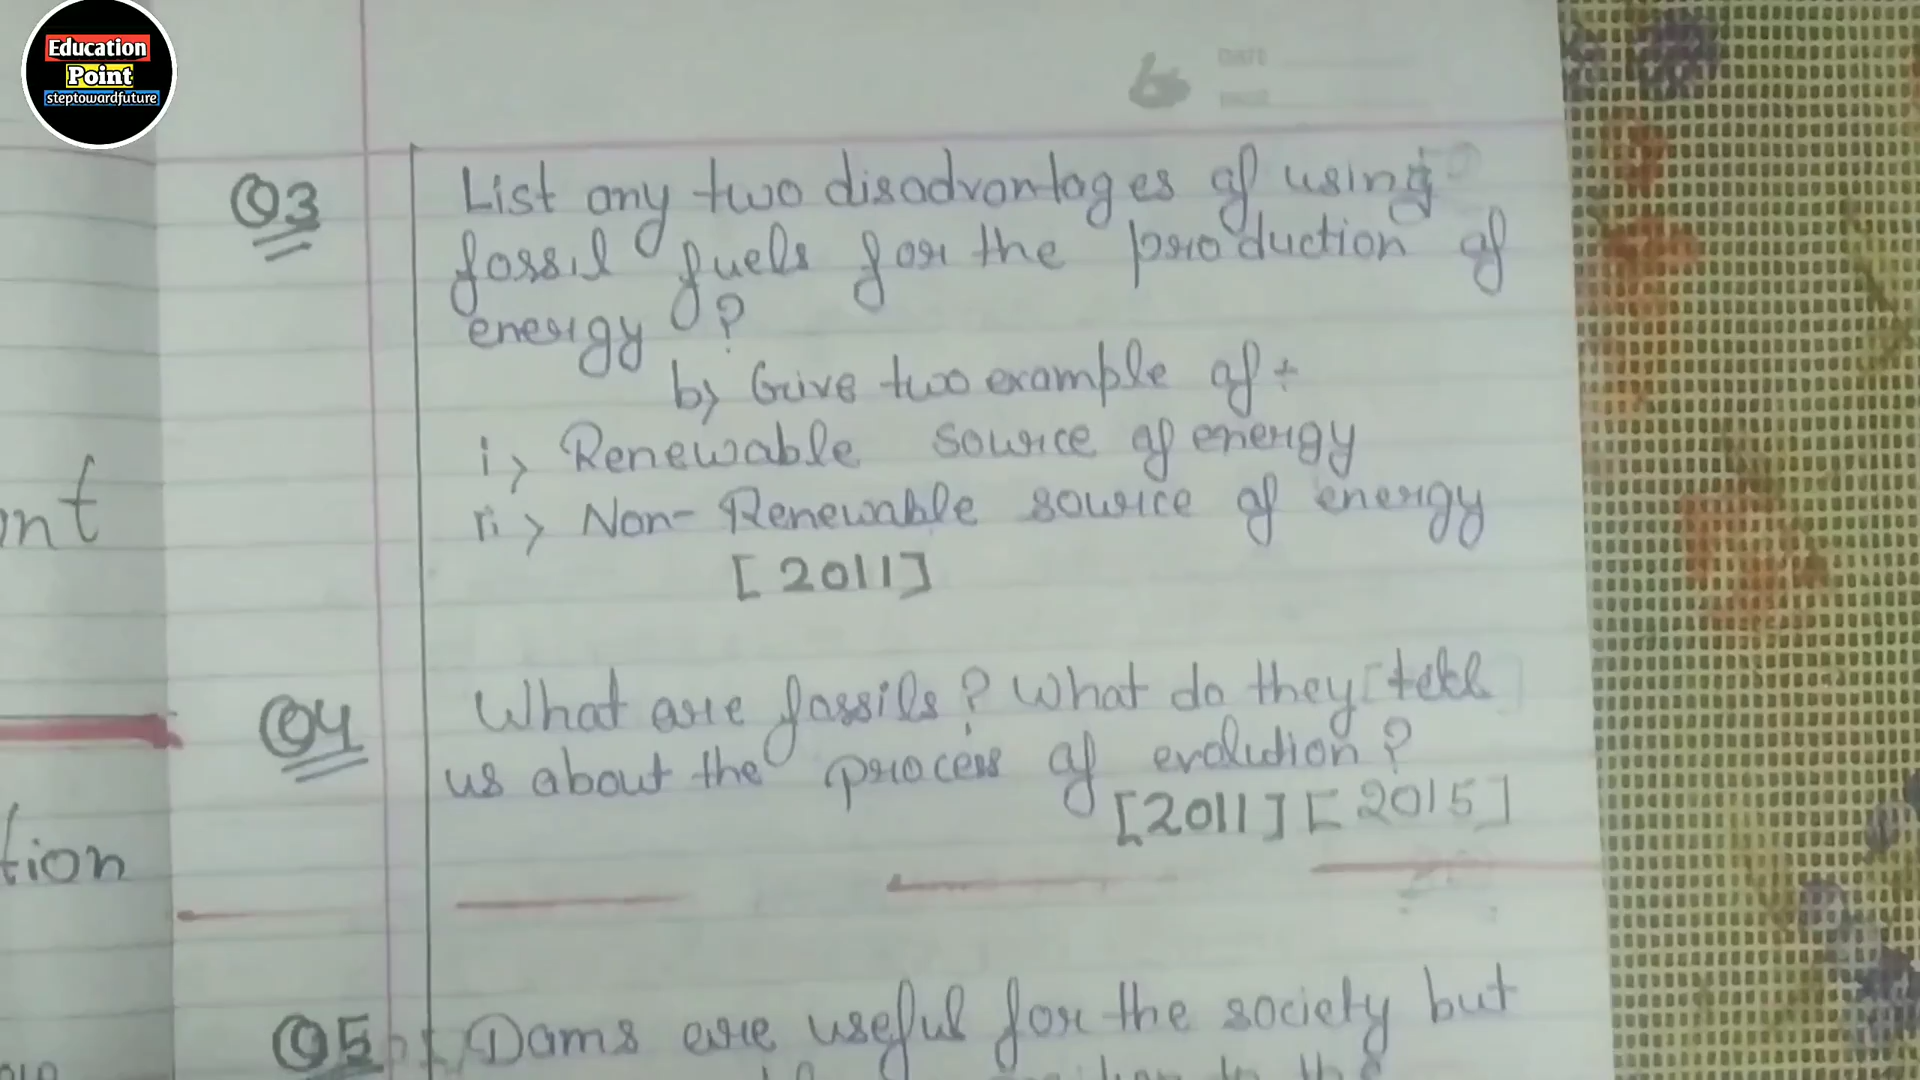 Education
Point
steptowardfuture
6
DATE
Q3
List any two disadvantages of using
fossil fuels for the production of
energy?
b) Give two example of :-
i) Renewable source of energy
ii) Non-Renewable source of energy
[2011]
nt
Q4
What are fossils? What do they tell
us about the process of evolution?
[2011] [2015]
tion
Q5
Dams are useful for the society but